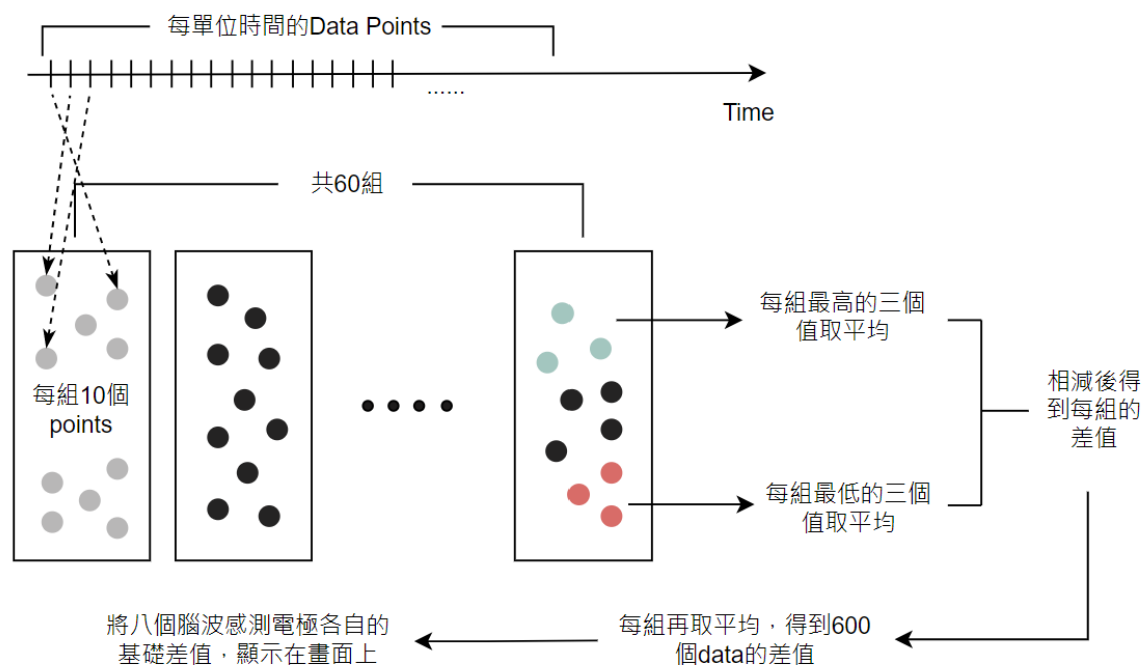 每單位時間的Data Points
......
Time
共60組
每組10個
points
每組最高的三個
值取平均
相減後得
到每組的
差值
每組最低的三個
值取平均
將八個腦波感測電極各自的
基礎差值，顯示在畫面上
每組再取平均，得到600
個data的差值